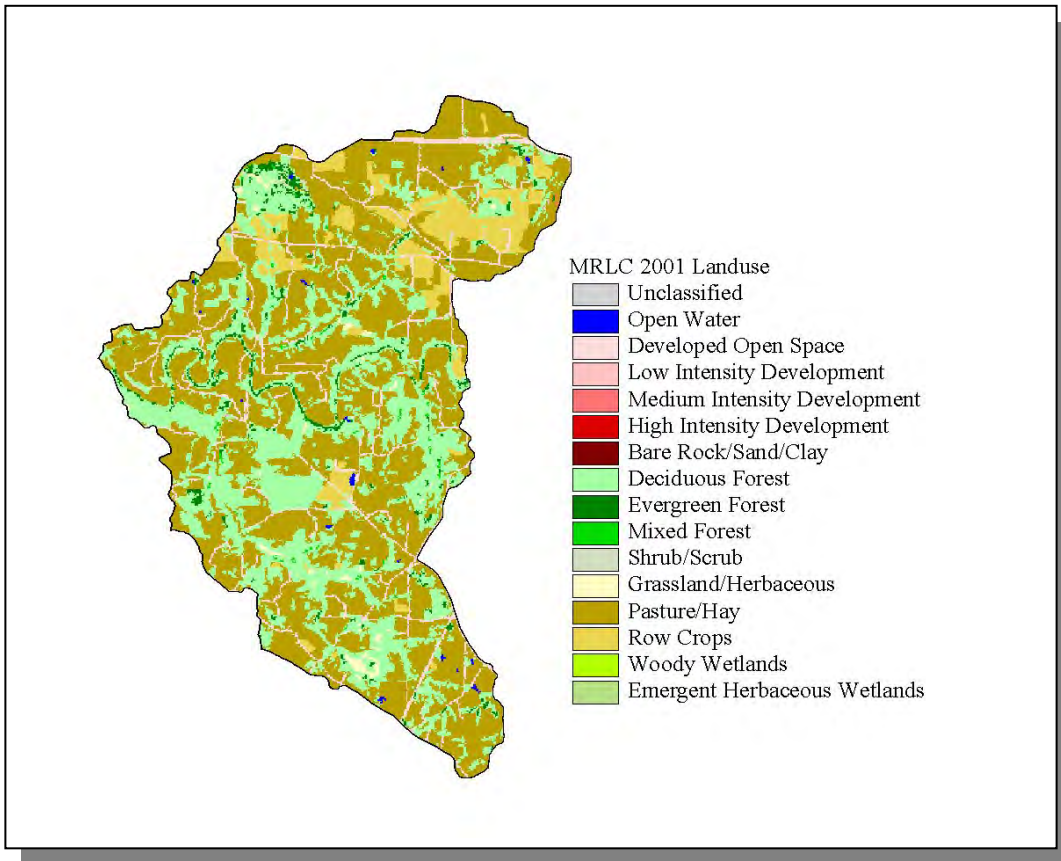 MRLC 2001 Landuse
Unclassified
Open Water
Developed Open Space
Low Intensity Development
Medium Intensity Development
High Intensity Development
Bare Rock/Sand/Clay
Deciduous Forest
Evergreen Forest
Mixed Forest
Shrub/Scrub
Grassland/Herbaceous
Pasture/Hay
Row Crops
Woody Wetlands
Emergent Herbaceous Wetlands